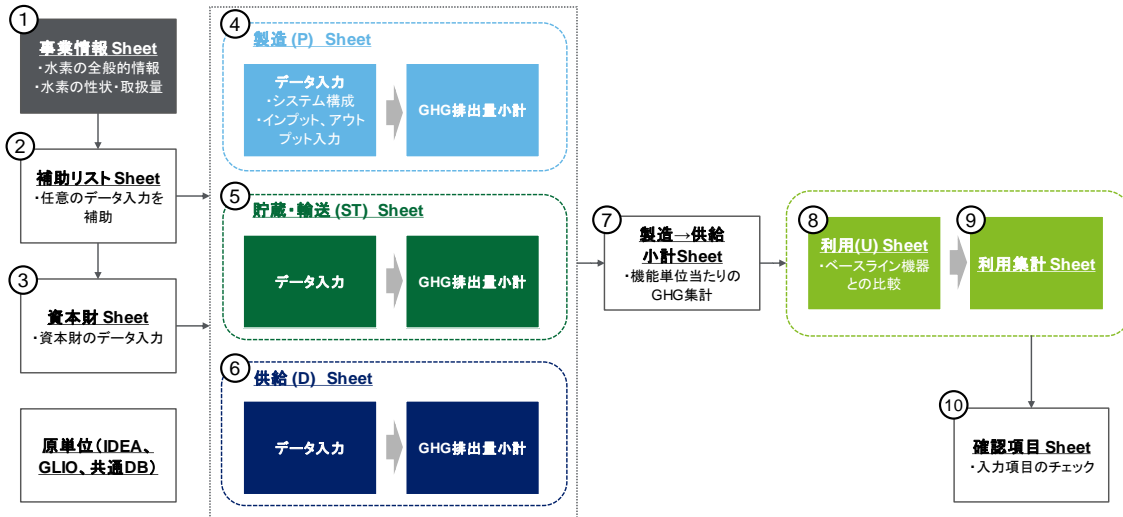 1
事業情報 Sheet
・水素の全般的情報
・水素の性状・取扱量
2
補助リスト Sheet
・任意のデータ入力を
補助
3
資本財 Sheet
・資本財のデータ入力
原単位（IDEA、
GLIO、共通DB）
4
製造 (P) Sheet
データ入力
・システム構成
・インプット、アウト
プット入力
GHG排出量小計
5
貯蔵・輸送 (ST) Sheet
データ入力
GHG排出量小計
6
供給 (D) Sheet
データ入力
GHG排出量小計
7
製造→供給
小計Sheet
・機能単位当たりの
GHG集計
8
利用(U) Sheet
・ベースライン機器
との比較
9
利用集計 Sheet
10
確認項目 Sheet
・入力項目のチェック